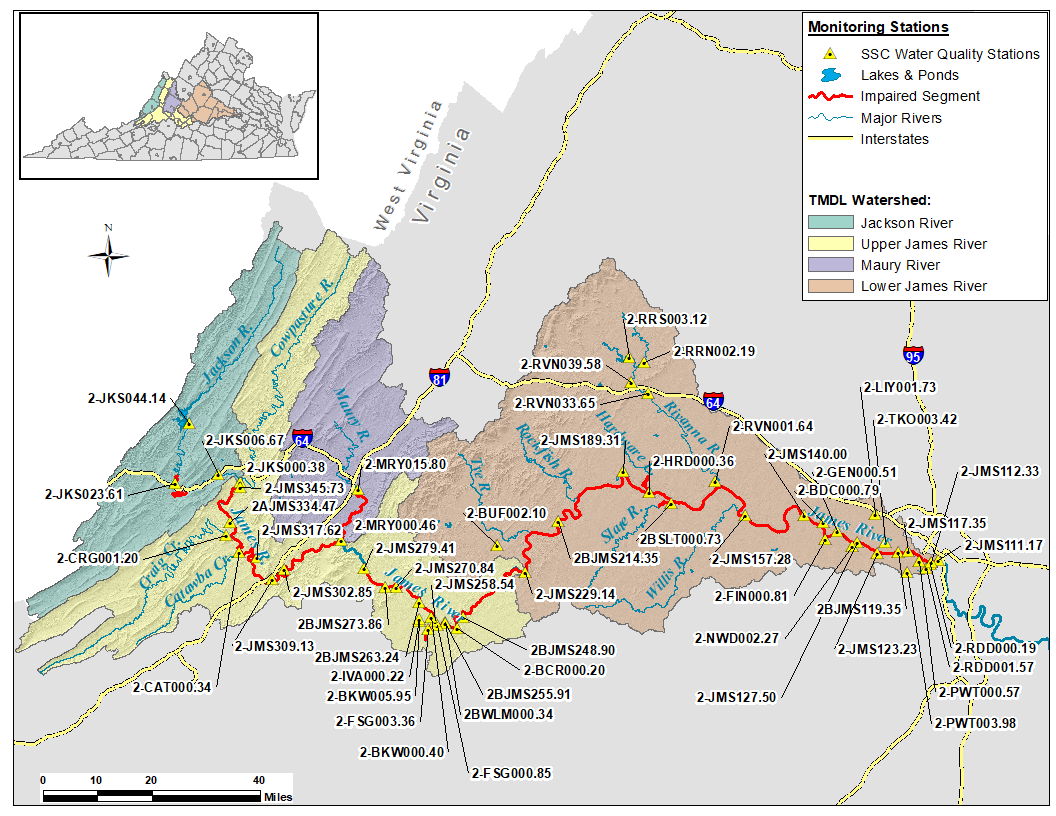 Monitoring Stations
SSC Water Quality Stations
Lakes & Ponds
Impaired Segment
Major Rivers
Interstates
TMDL Watershed:
Jackson River
Upper James River
Maury River
Lower James River
West Virginia
Virginia
N
Jackson R.
Cowpasture R.
Maury R.
81
64
64
95
2-RRS003.12
2-RRN002.19
2-RVN039.58
2-RVN033.65
2-LIY001.73
2-TKO003.42
2-JKS044.14
2-JKS006.67
2-JKS000.38
2-JKS023.61
2-JMS345.73
2AJMS334.47
2-JMS317.62
2-MRY015.80
2-MRY000.46
2-JMS189.31
2-HRD000.36
2-RVN001.64
2-JMS140.00
2-GEN000.51
2-BDC000.79
2-JMS112.33
2-JMS117.35
2-JMS111.17
Hardware R.
Rivanna R.
Rockfish R.
Tye R.
Slate R.
Willis R.
James River
James River
James R.
Craig Cr.
Catawba Cr.
2-BUF002.10
2-CRG001.20
2-JMS279.41
2-JMS270.84
2-JMS258.54
2BJMS214.35
2BSLT000.73
2-JMS157.28
2-JMS302.85
2-JMS229.14
2-FIN000.81
2BJMS119.35
2BJMS273.86
2-JMS309.13
2BJMS263.24
2BJMS248.90
2-NWD002.27
2-JMS123.23
2-RDD000.19
2-RDD001.57
2-IVA000.22
2-BCR000.20
2-CAT000.34
2-BKW005.95
2BJMS255.91
2-JMS127.50
2-PWT000.57
2BWLM000.34
2-FSG003.36
2-PWT003.98
2-BKW000.40
2-FSG000.85
0 10 20 40
Miles